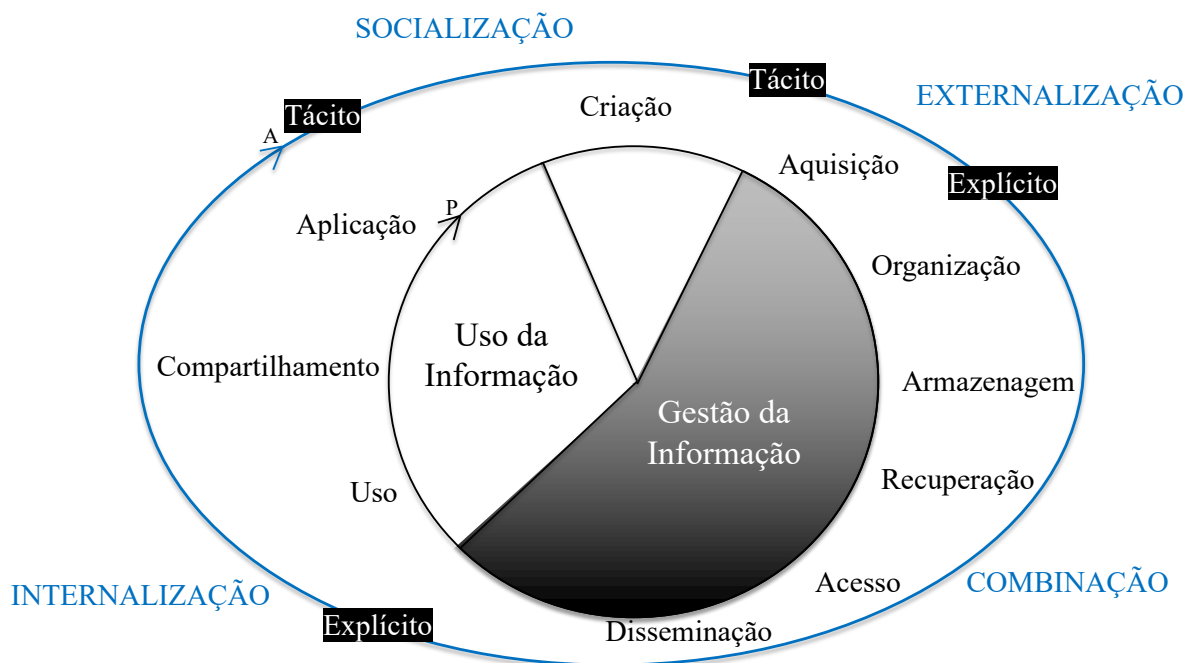 SOCIALIZAÇÃO
Tácito
EXTERNALIZAÇÃO
Criação
Tácito
A
Aquisição
Explícito
P
Aplicação
Organização
Uso da
Informação
Compartilhamento
Armazenagem
Gestão da
Informação
Recuperação
Uso
Acesso
COMBINAÇÃO
INTERNALIZAÇÃO
Explícito
Disseminação